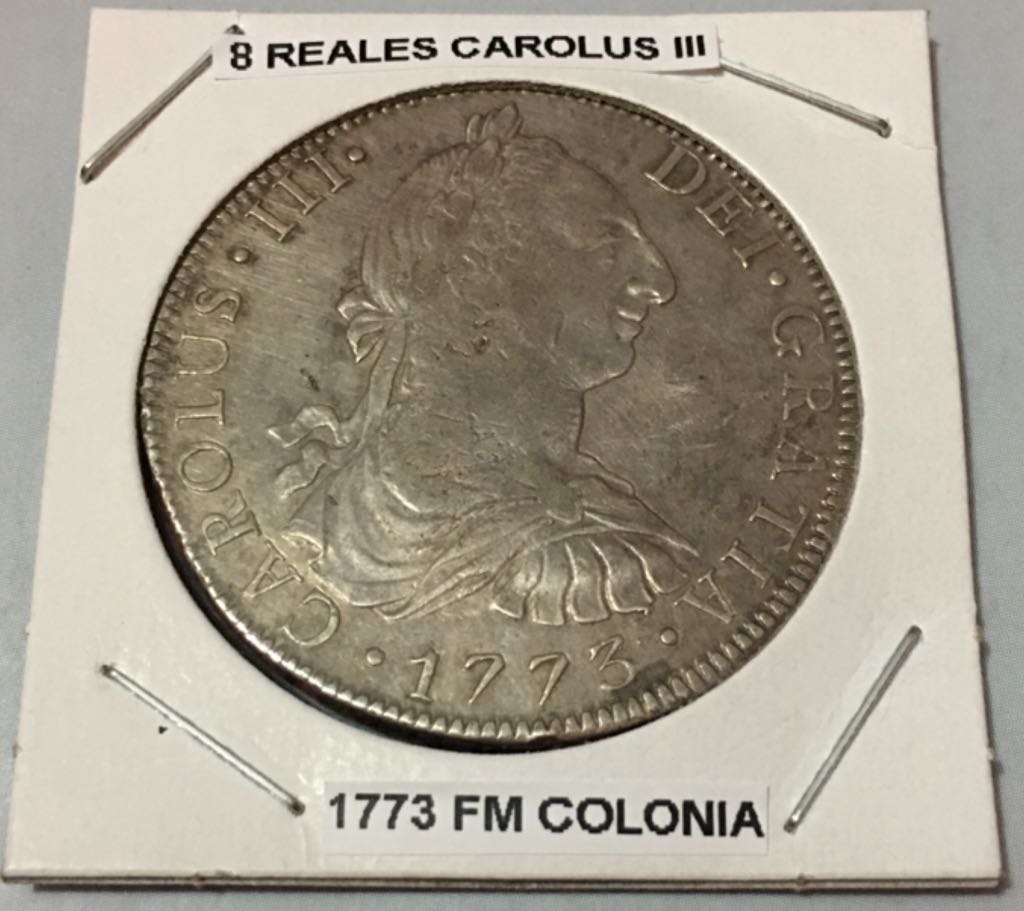 8 REALES CAROLUS III
CAROLUS·III· DEI·GRATIA·
·1773·
1773 FM COLONIA